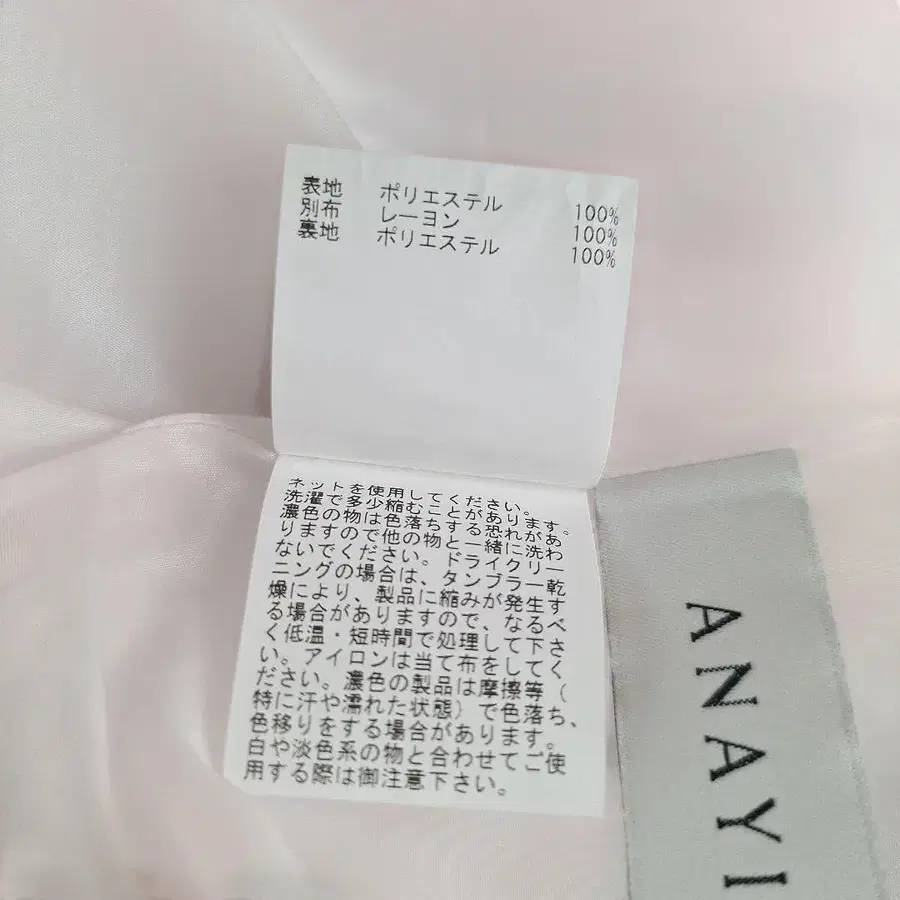 表地 ポリエステル 100%
別布 レーヨン 100%
裏地 ポリエステル 100%
ネットを使用してください。
洗濯で多少縮むことがあります。
濃色の物は色落ちする恐れがあ
りますので他の物と一緒に洗わ
ないでください。ドライクリー
ニングの場合は、タンブラー乾
燥により、製品に縮みが発生す
る場合がありますので、なるべ
く低温・短時間で処理して下さ
い。アイロンは当て布をしてく
ださい。濃色の製品は摩擦等(
特に汗や濡れた状態)で色落ち、
色移りをする場合があります。
白や淡色系の物と合わせてご使
用する際は御注意下さい。
ANAYI